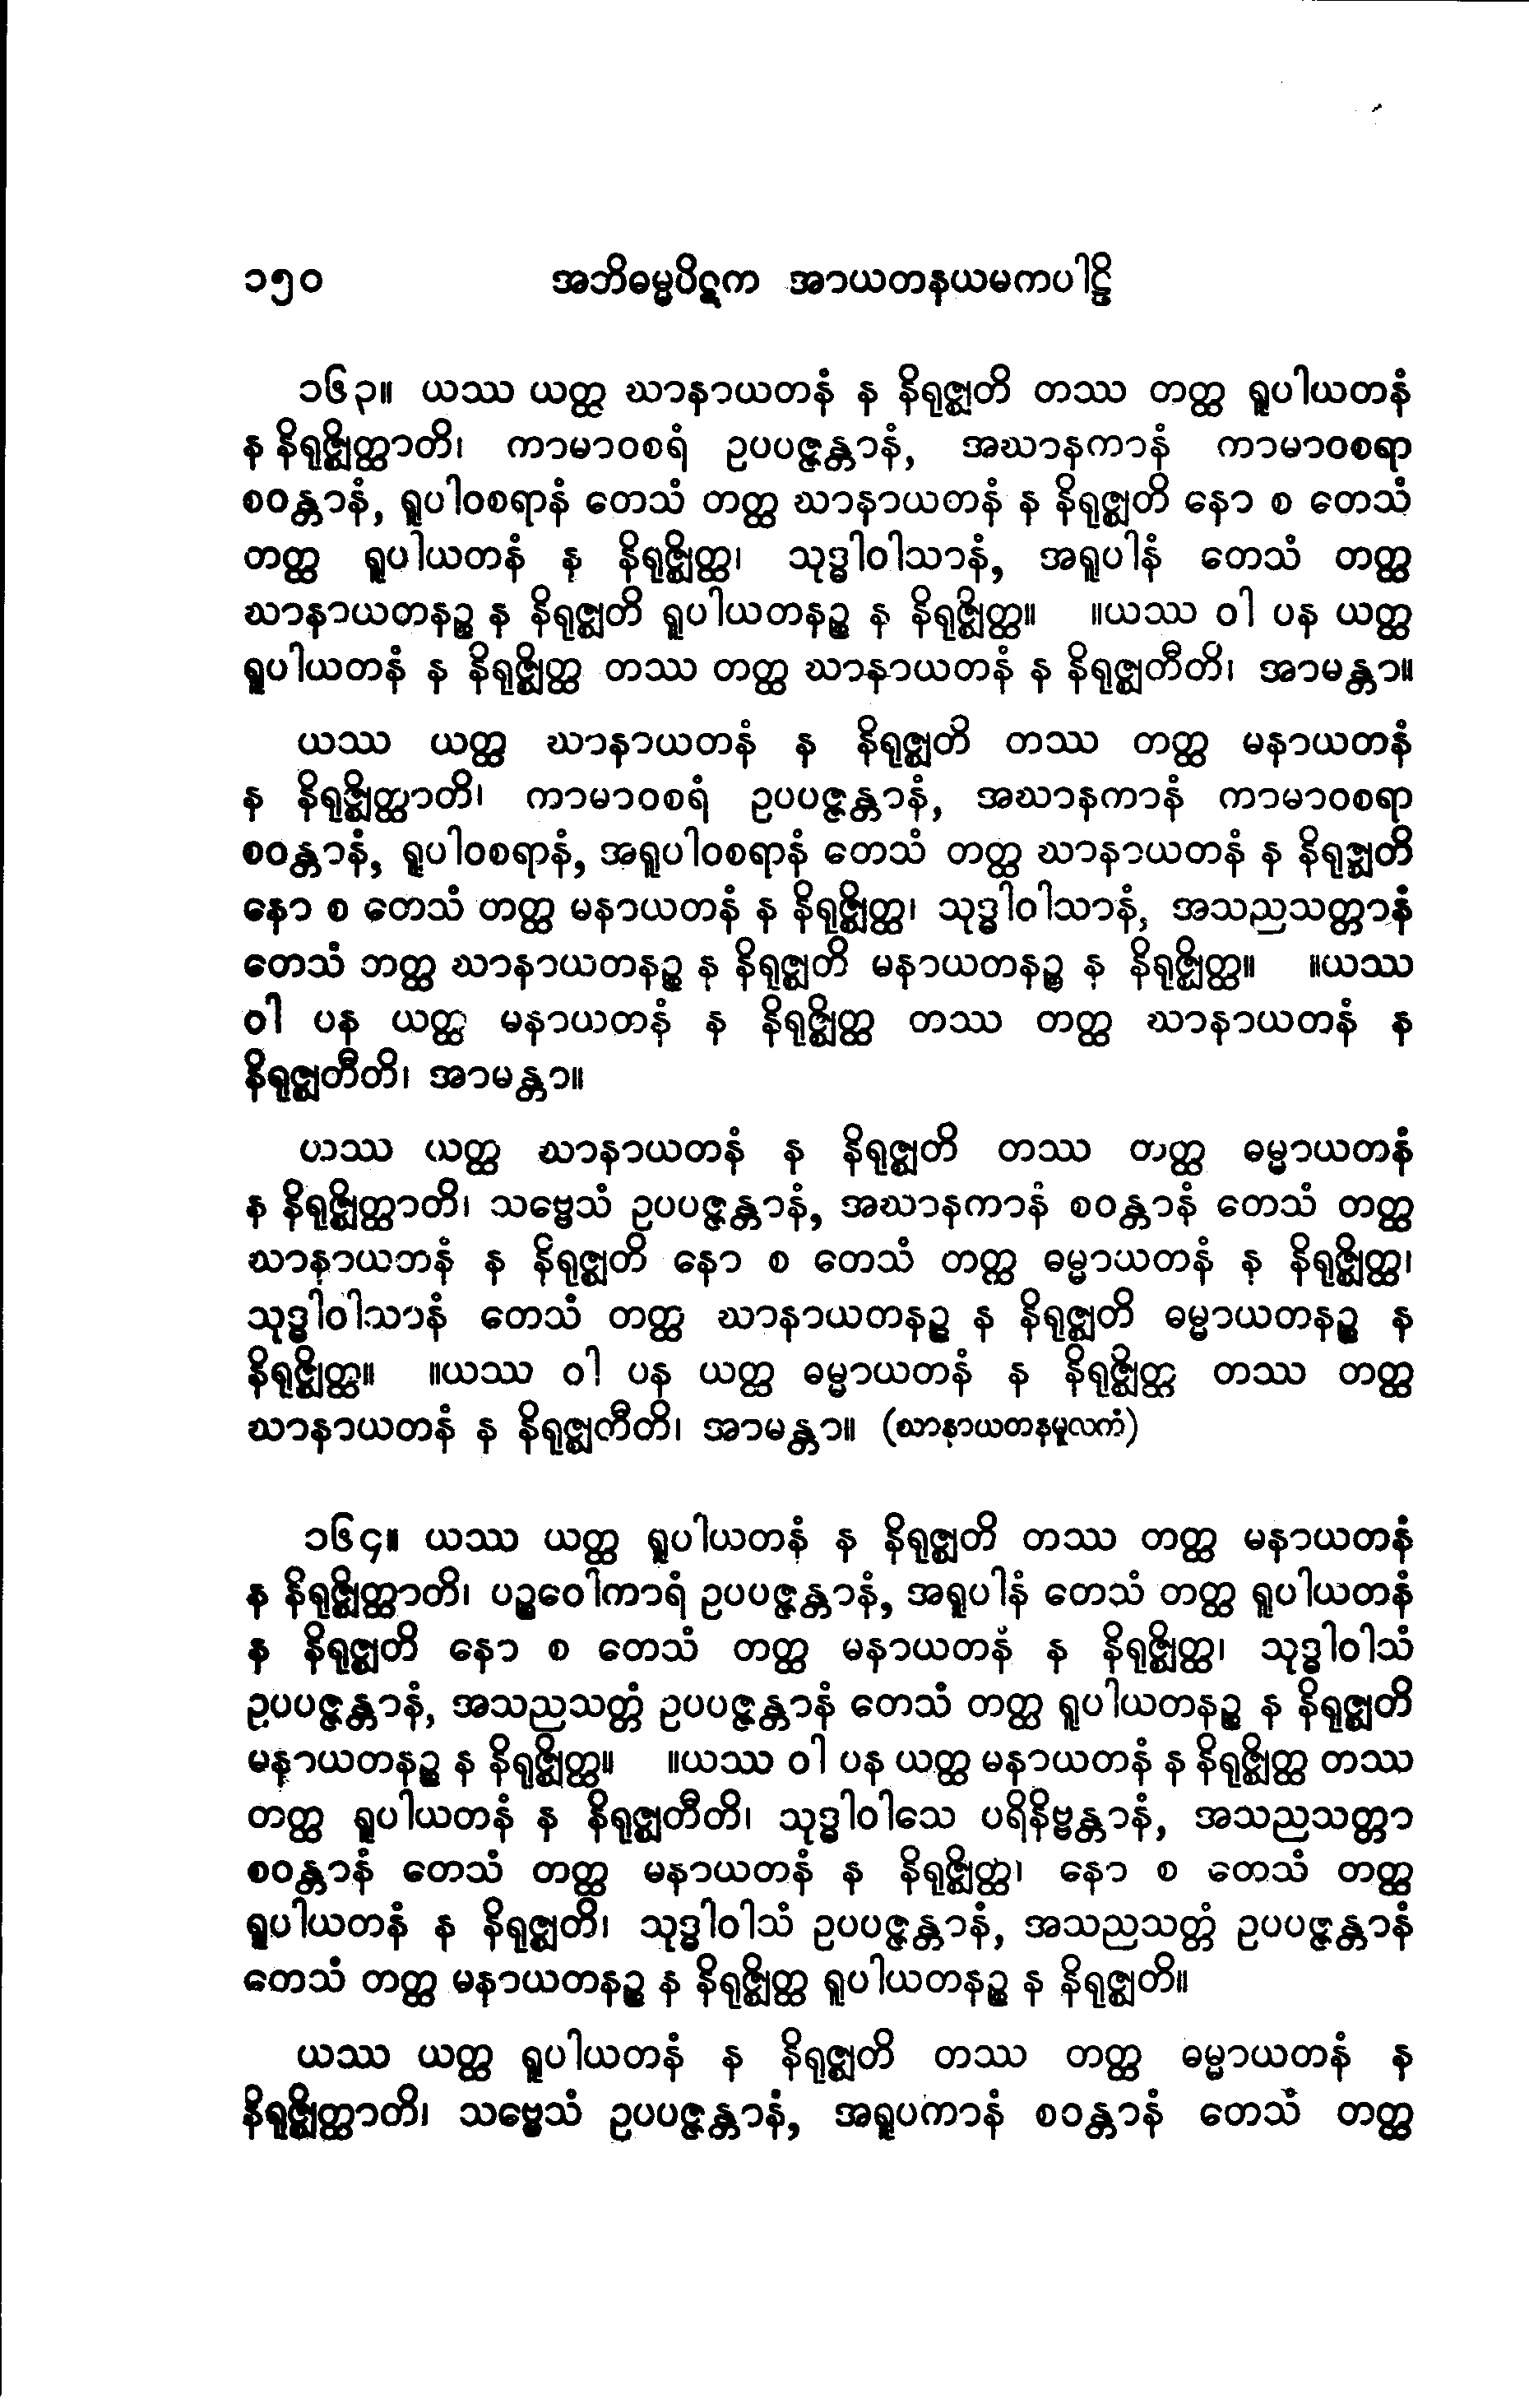 ၁၅၀ အဘိဓမ္မပိဋက အာယတနယမကပါဠိ
၁၆၃။ ယဿ ယတ္ထ ဃာနာယတနံ န နိရုဇ္ဈတိ တဿ တတ္ထ ရူပါယတနံ
န နိရုဇ္ဈိတ္ထာတိ၊ ကာမာဝစရံ ဥပပဇ္ဇန္တာနံ, အဃာနကာနံ ကာမာဝစရာ
စဝန္တာနံ, ရူပါဝစရာနံ တေသံ တတ္ထ ဃာနာယတနံ န နိရုဇ္ဈတိ နော စ တေသံ
တတ္ထ ရူပါယတနံ န နိရုဇ္ဈိတ္ထ၊ သုဒ္ဓါဝါသာနံ, အရူပါနံ တေသံ တတ္ထ
ဃာနာယတနဉ္စ န နိရုဇ္ဈတိ ရူပါယတနဉ္စ န နိရုဇ္ဈိတ္ထ။ ။ယဿ ဝါ ပန ယတ္ထ
ရူပါယတနံ န နိရုဇ္ဈိတ္ထ တဿ တတ္ထ ဃာနာယတနံ န နိရုဇ္ဈတီတိ၊ အာမန္တာ။
ယဿ ယတ္ထ ဃာနာယတနံ န နိရုဇ္ဈတိ တဿ တတ္ထ မနာယတနံ
န နိရုဇ္ဈိတ္ထာတိ၊ ကာမာဝစရံ ဥပပဇ္ဇန္တာနံ, အဃာနကာနံ ကာမာဝစရာ
စဝန္တာနံ, ရူပါဝစရာနံ, အရူပါဝစရာနံ တေသံ တတ္ထ ဃာနာယတနံ န နိရုဇ္ဈတိ
နော စ တေသံ တတ္ထ မနာယတနံ န နိရုဇ္ဈိတ္ထ၊ သုဒ္ဓါဝါသာနံ, အသညသတ္တာနံ
တေသံ တတ္ထ ဃာနာယတနဉ္စ န နိရုဇ္ဈတိ မနာယတနဉ္စ န နိရုဇ္ဈိတ္ထ။ ။ယဿ
ဝါ ပန ယတ္ထ မနာယတနံ န နိရုဇ္ဈိတ္ထ တဿ တတ္ထ ဃာနာယတနံ န
နိရုဇ္ဈတီတိ၊ အာမန္တာ။
ယဿ ယတ္ထ ဃာနာယတနံ န နိရုဇ္ဈတိ တဿ တတ္ထ ဓမ္မာယတနံ
န နိရုဇ္ဈိတ္ထာတိ၊ သဗ္ဗေသံ ဥပပဇ္ဇန္တာနံ, အဃာနကာနံ စဝန္တာနံ တေသံ တတ္ထ
ဃာနာယတနံ န နိရုဇ္ဈတိ နော စ တေသံ တတ္ထ ဓမ္မာယတနံ န နိရုဇ္ဈိတ္ထ၊
သုဒ္ဓါဝါသာနံ တေသံ တတ္ထ ဃာနာယတနဉ္စ န နိရုဇ္ဈတိ ဓမ္မာယတနဉ္စ န
နိရုဇ္ဈိတ္ထ။ ။ယဿ ဝါ ပန ယတ္ထ ဓမ္မာယတနံ န နိရုဇ္ဈိတ္ထ တဿ တတ္ထ
ဃာနာယတနံ န နိရုဇ္ဈတီတိ၊ အာမန္တာ။ (ဃာနာယတနမူလကံ)
၁၆၄။ ယဿ ယတ္ထ ရူပါယတနံ န နိရုဇ္ဈတိ တဿ တတ္ထ မနာယတနံ
န နိရုဇ္ဈိတ္ထာတိ၊ ပဉ္စဝေါကာရံ ဥပပဇ္ဇန္တာနံ, အရူပါနံ တေသံ တတ္ထ ရူပါယတနံ
န နိရုဇ္ဈတိ နော စ တေသံ တတ္ထ မနာယတနံ န နိရုဇ္ဈိတ္ထ၊ သုဒ္ဓါဝါသံ
ဥပပဇ္ဇန္တာနံ, အသညသတ္တံ ဥပပဇ္ဇန္တာနံ တေသံ တတ္ထ ရူပါယတနဉ္စ န နိရုဇ္ဈတိ
မနာယတနဉ္စ န နိရုဇ္ဈိတ္ထ။ ။ယဿ ဝါ ပန ယတ္ထ မနာယတနံ န နိရုဇ္ဈိတ္ထ တဿ
တတ္ထ ရူပါယတနံ န နိရုဇ္ဈတီတိ၊ သုဒ္ဓါဝါသေ ပရိနိဗ္ဗန္တာနံ, အသညသတ္တာ
စဝန္တာနံ တေသံ တတ္ထ မနာယတနံ န နိရုဇ္ဈိတ္ထ၊ နော စ တေသံ တတ္ထ
ရူပါယတနံ န နိရုဇ္ဈတိ၊ သုဒ္ဓါဝါသံ ဥပပဇ္ဇန္တာနံ, အသညသတ္တံ ဥပပဇ္ဇန္တာနံ
တေသံ တတ္ထ မနာယတနဉ္စ န နိရုဇ္ဈိတ္ထ ရူပါယတနဉ္စ န နိရုဇ္ဈတိ။
ယဿ ယတ္ထ ရူပါယတနံ န နိရုဇ္ဈတိ တဿ တတ္ထ ဓမ္မာယတနံ န
နိရုဇ္ဈိတ္ထာတိ၊ သဗ္ဗေသံ ဥပပဇ္ဇန္တာနံ, အရူပကာနံ စဝန္တာနံ တေသံ တတ္ထ